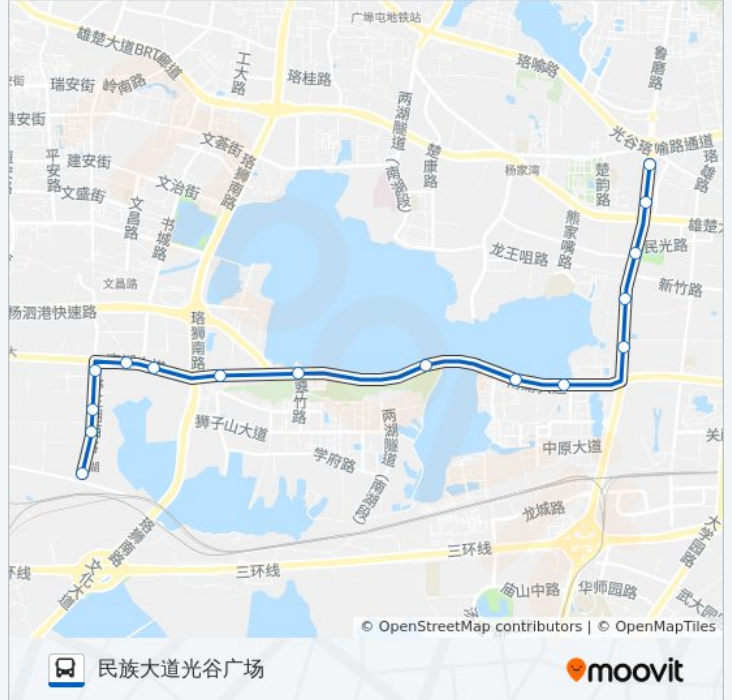 广埠屯地铁站
雄楚大道BRT廊道
工大路
珞喻路
鲁磨路
瑞安街
岭南路
珞桂路
两湖隧道（南湖段）
楚康路
光谷珞喻路通道
文荟街
珞狮南路
平安路
建安街
杨家湾
楚韵路
珞雄路
文治街
文盛街
文昌路
书城路
熊家嘴路
雄楚大
龙王咀路
民光路
文昌路
新竹路
杨泗港快速路
珞狮南路
翠竹路
狮子山大道
两湖隧道（南湖段）
中原大道
学府路
龙城路
珞狮南路
三环线
大学园路
环线
三环线
文化大道
庙山中路
华师园路
武大园
© OpenStreetMap contributors | © OpenMapTiles
民族大道光谷广场
moovit